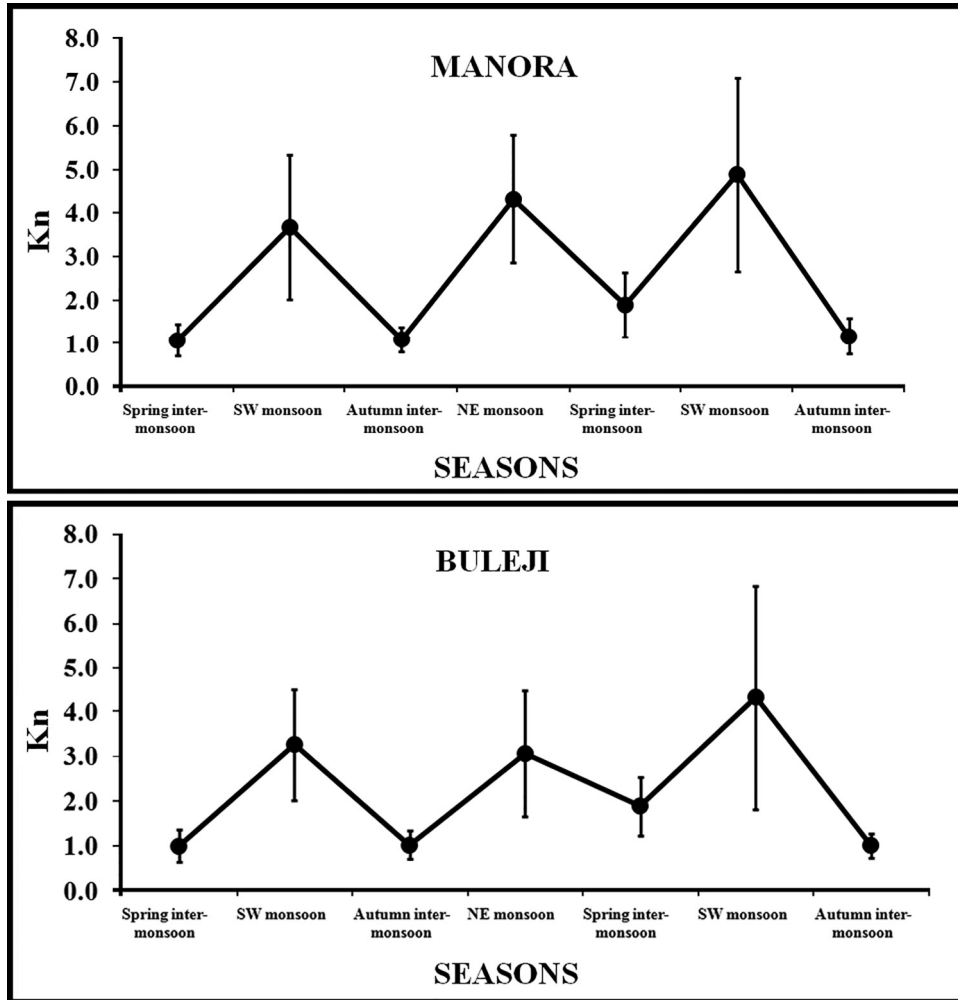 MANORA
Kn
8.0
7.0
6.0
5.0
4.0
3.0
2.0
1.0
0.0
Spring inter-
monsoon
SW monsoon
Autumn inter-
monsoon
NE monsoon
Spring inter-
monsoon
SW monsoon
Autumn inter-
monsoon
SEASONS
BULEJI
Kn
8.0
7.0
6.0
5.0
4.0
3.0
2.0
1.0
0.0
Spring inter-
monsoon
SW monsoon
Autumn inter-
monsoon
NE monsoon
Spring inter-
monsoon
SW monsoon
Autumn inter-
monsoon
SEASONS